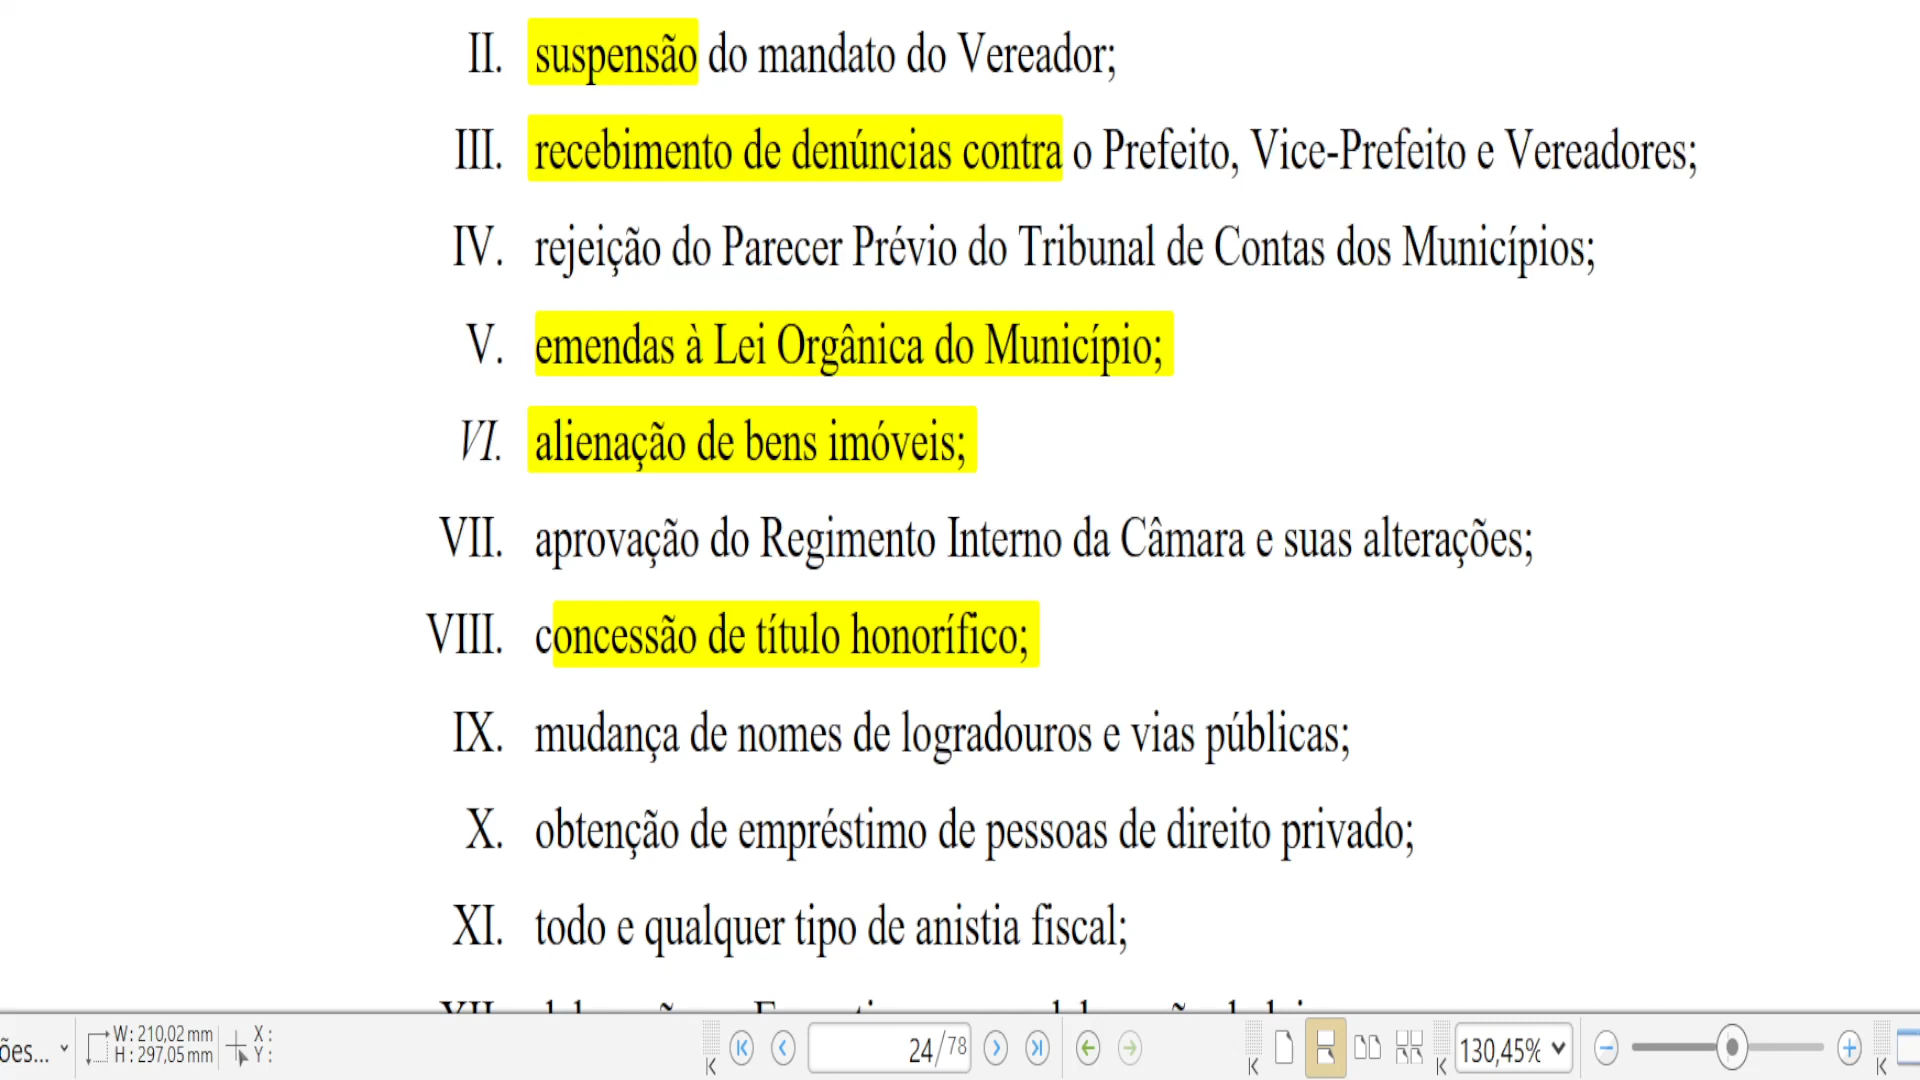 II. suspensão do mandato do Vereador;
III. recebimento de denúncias contra o Prefeito, Vice-Prefeito e Vereadores;
IV. rejeição do Parecer Prévio do Tribunal de Contas dos Municípios;
V. emendas à Lei Orgânica do Município;
VI. alienação de bens imóveis;
VII. aprovação do Regimento Interno da Câmara e suas alterações;
VIII. concessão de título honorífico;
IX. mudança de nomes de logradouros e vias públicas;
X. obtenção de empréstimo de pessoas de direito privado;
XI. todo e qualquer tipo de anistia fiscal;
ões... W: 210,02 mm X :
H : 297,05 mm Y :
24 /78 130,45%